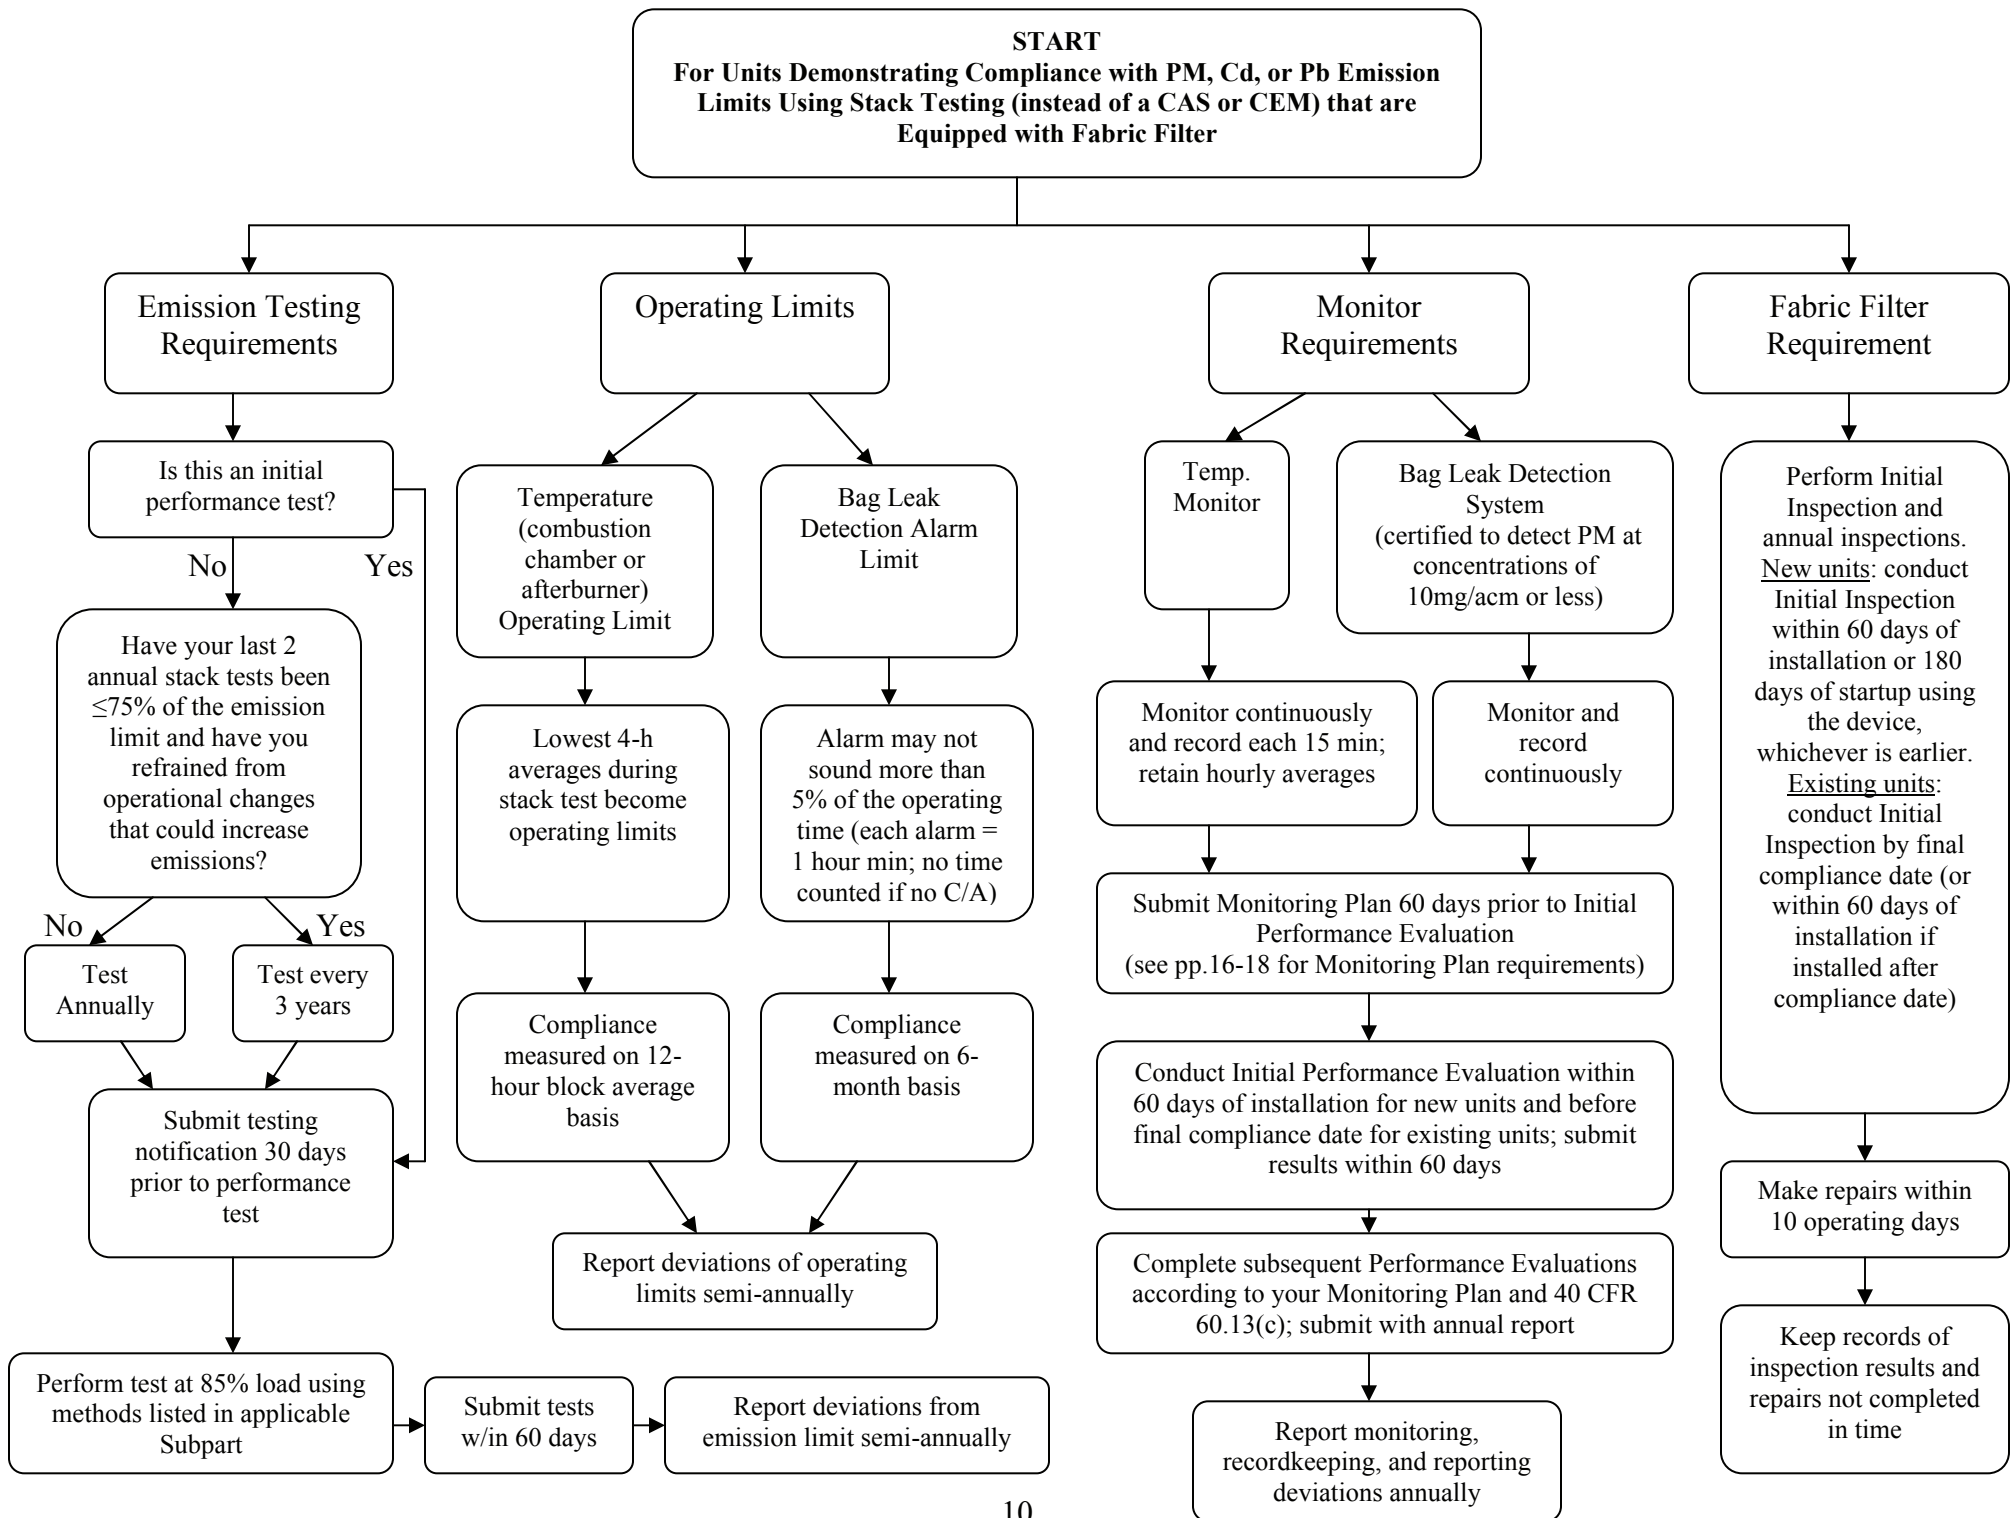 START
For Units Demonstrating Compliance with PM, Cd, or Pb Emission
Limits Using Stack Testing (instead of a CAS or CEM) that are
Equipped with Fabric Filter
Emission Testing
Requirements
Is this an initial
performance test?
No
Yes
Have your last 2
annual stack tests been
≤75% of the emission
limit and have you
refrained from
operational changes
that could increase
emissions?
No
Yes
Test
Annually
Test every
3 years
Submit testing
notification 30 days
prior to performance
test
Perform test at 85% load using
methods listed in applicable
Subpart
Submit tests
w/in 60 days
Report deviations from
emission limit semi-annually
Operating Limits
Temperature
(combustion
chamber or
afterburner)
Operating Limit
Lowest 4-h
averages during
stack test become
operating limits
Compliance
measured on 12-
hour block average
basis
Bag Leak
Detection Alarm
Limit
Alarm may not
sound more than
5% of the operating
time (each alarm =
1 hour min; no time
counted if no C/A)
Compliance
measured on 6-
month basis
Report deviations of operating
limits semi-annually
Monitor
Requirements
Temp.
Monitor
Monitor continuously
and record each 15 min;
retain hourly averages
Bag Leak Detection
System
(certified to detect PM at
concentrations of
10mg/acm or less)
Monitor and
record
continuously
Submit Monitoring Plan 60 days prior to Initial
Performance Evaluation
(see pp.16-18 for Monitoring Plan requirements)
Conduct Initial Performance Evaluation within
60 days of installation for new units and before
final compliance date for existing units; submit
results within 60 days
Complete subsequent Performance Evaluations
according to your Monitoring Plan and 40 CFR
60.13(c); submit with annual report
Report monitoring,
recordkeeping, and reporting
deviations annually
Fabric Filter
Requirement
Perform Initial
Inspection and
annual inspections.
New units: conduct
Initial Inspection
within 60 days of
installation or 180
days of startup using
the device,
whichever is earlier.
Existing units:
conduct Initial
Inspection by final
compliance date (or
within 60 days of
installation if
installed after
compliance date)
Make repairs within
10 operating days
Keep records of
inspection results and
repairs not completed
in time
10